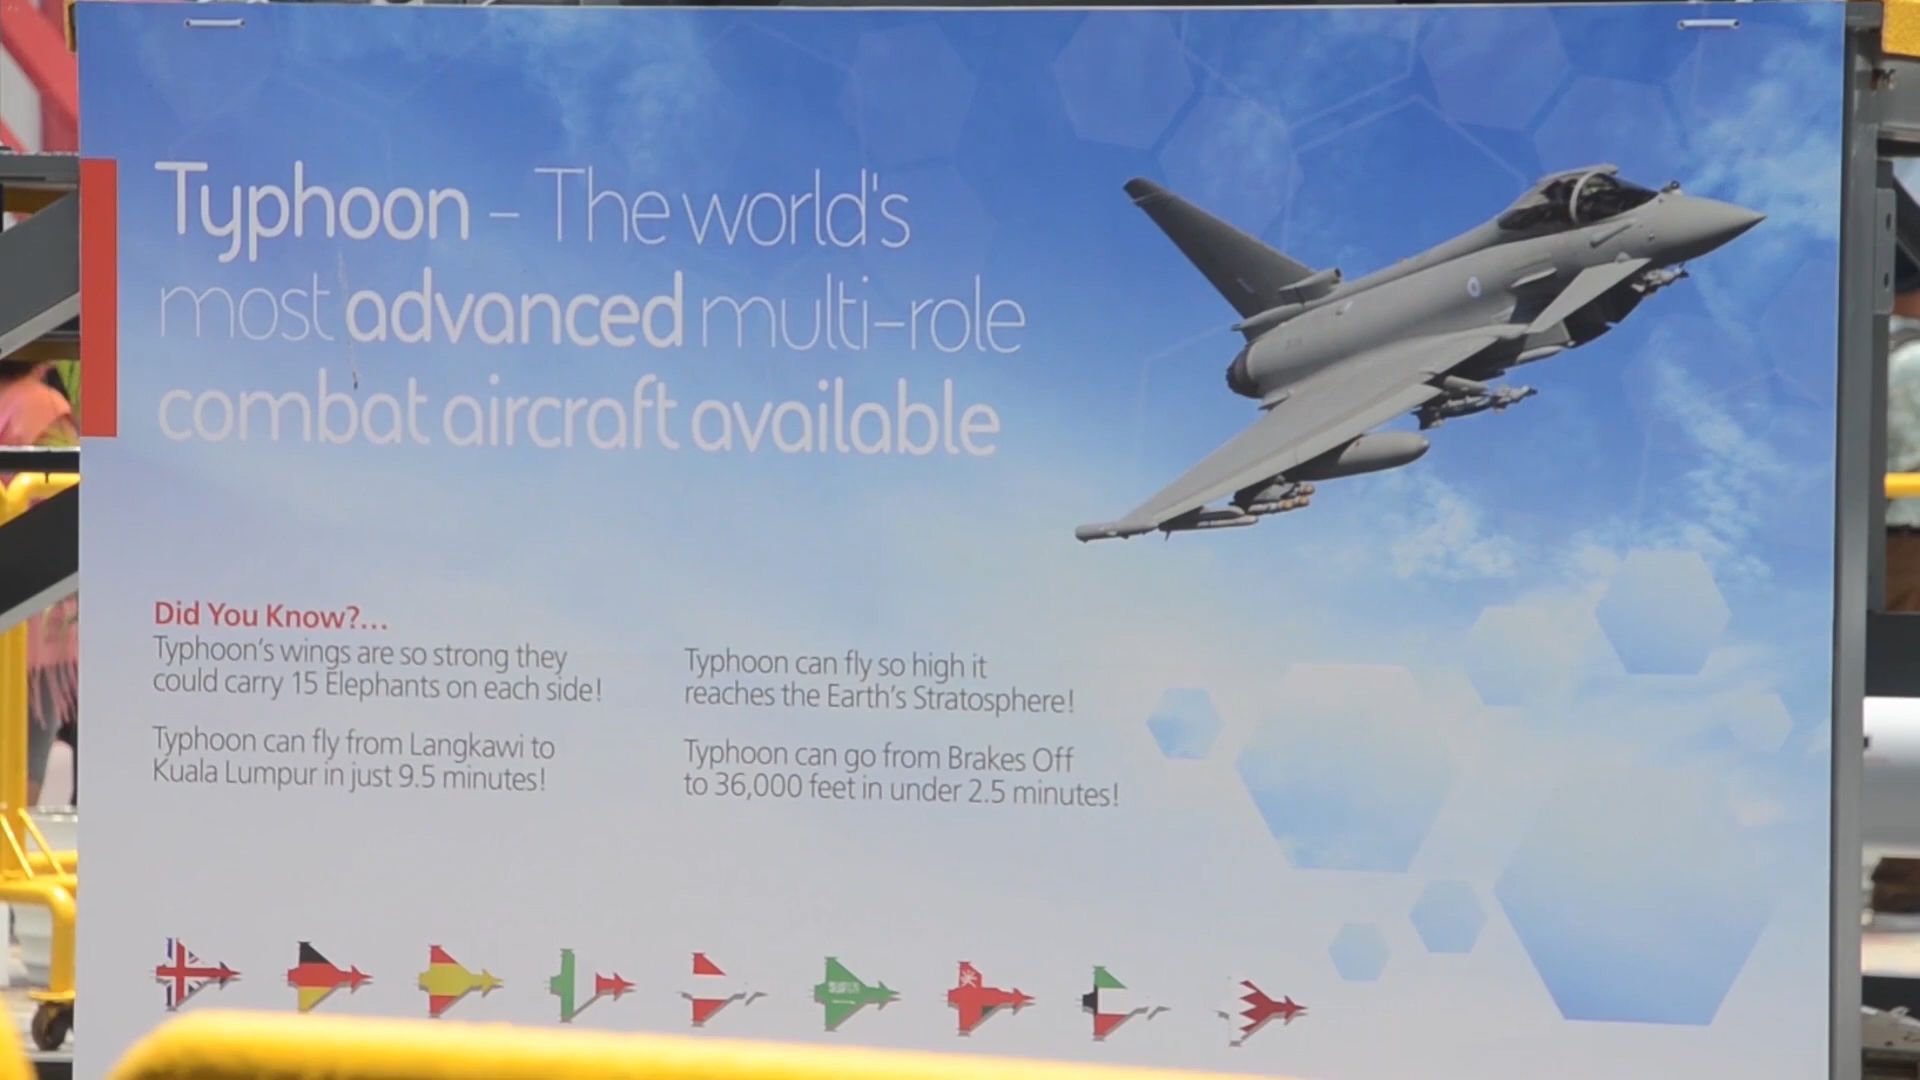 Typhoon – The world's
most advanced multi-role
combat aircraft available
Did You Know?...
Typhoon's wings are so strong they
could carry 15 Elephants on each side!
Typhoon can fly from Langkawi to
Kuala Lumpur in just 9.5 minutes!
Typhoon can fly so high it
reaches the Earth's Stratosphere!
Typhoon can go from Brakes Off
to 36,000 feet in under 2.5 minutes!